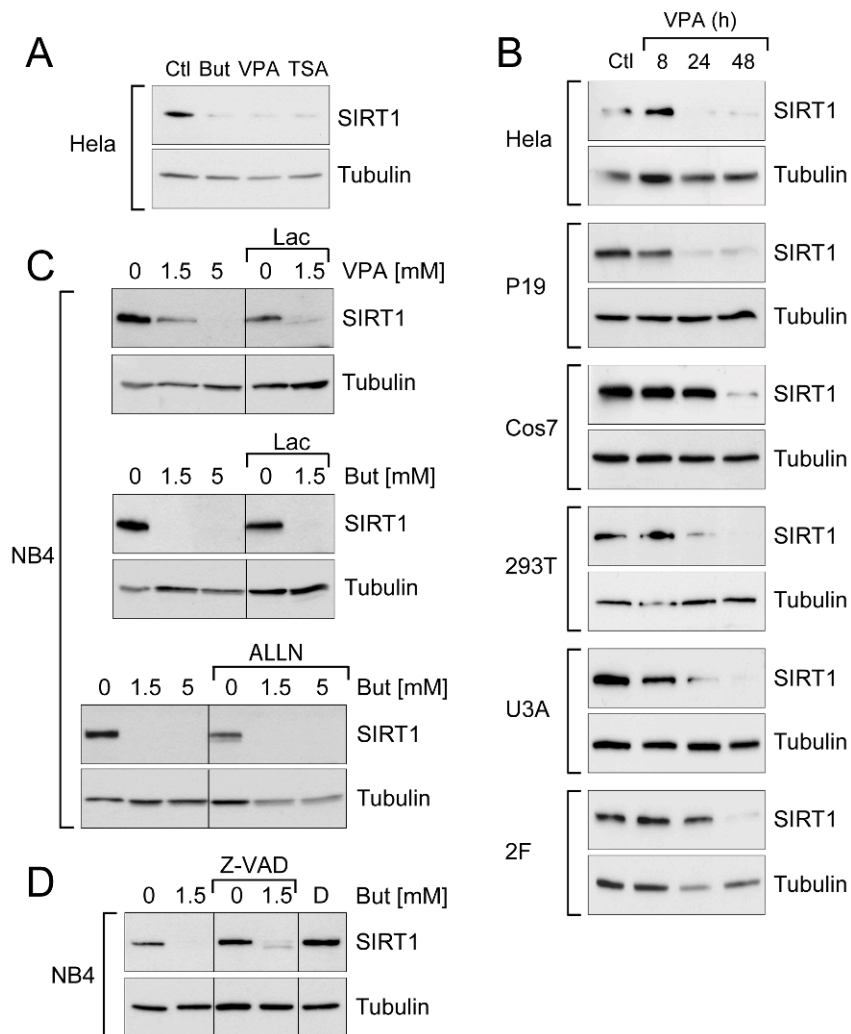 A
Ctl But VPA TSA
Hela
SIRT1
Tubulin
B
VPA (h)
Ctl 8 24 48
Hela
SIRT1
Tubulin
P19
SIRT1
Tubulin
Cos7
SIRT1
Tubulin
293T
SIRT1
Tubulin
U3A
SIRT1
Tubulin
2F
SIRT1
Tubulin
C
NB4
Lac
0 1.5 5 0 1.5 VPA [mM]
SIRT1
Tubulin
Lac
0 1.5 5 0 1.5 But [mM]
SIRT1
Tubulin
ALLN
0 1.5 5 0 1.5 5 But [mM]
SIRT1
Tubulin
D
Z-VAD
0 1.5 0 1.5 D But [mM]
NB4
SIRT1
Tubulin